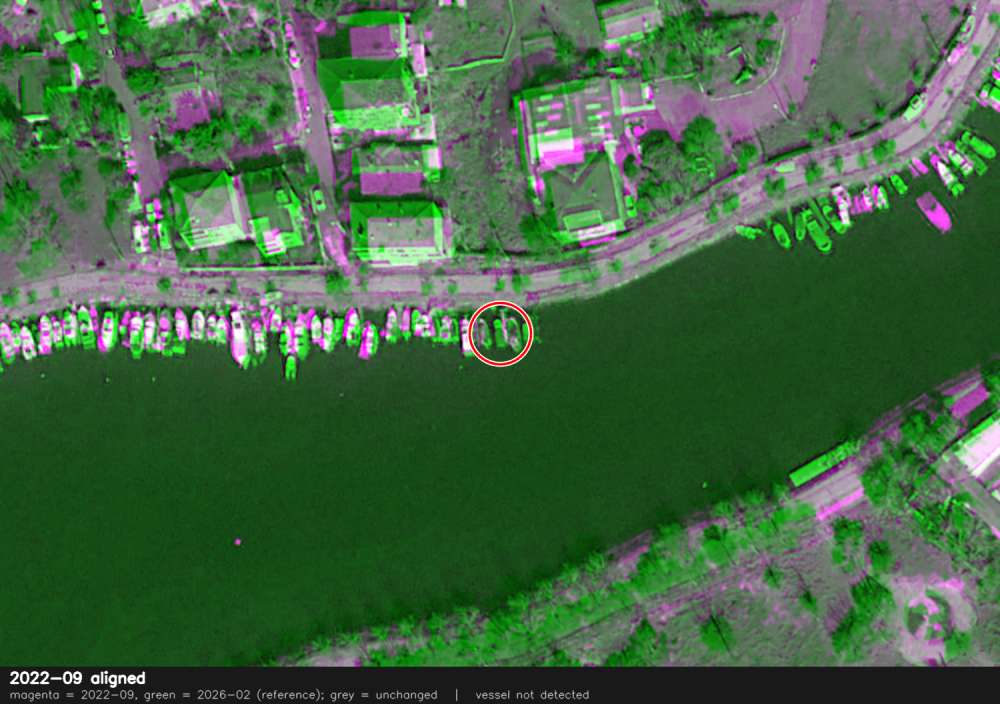 2022-09 aligned
magenta = 2022-09, green = 2026-02 (reference); grey = unchanged | vessel not detected